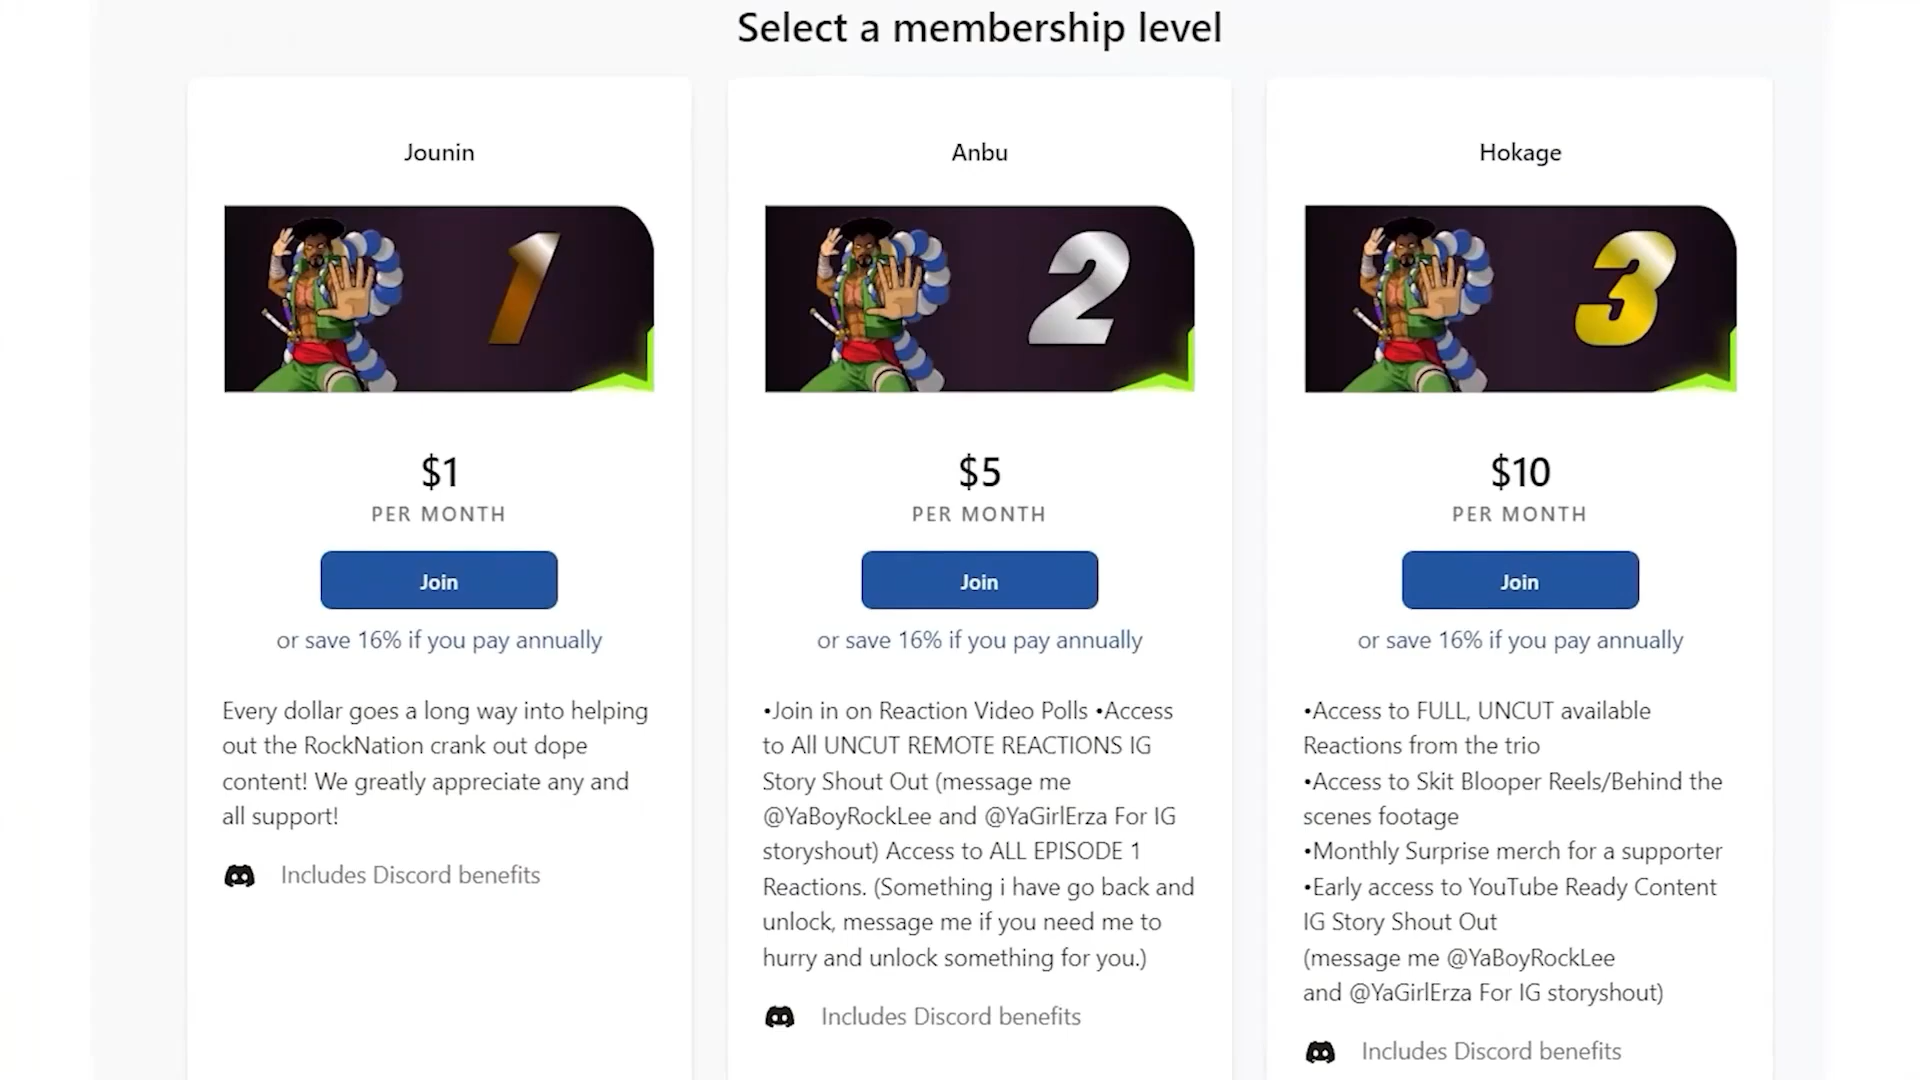 Select a membership level
Jounin
1
$1
PER MONTH
Join
or save 16% if you pay annually
Every dollar goes a long way into helping
out the RockNation crank out dope
content! We greatly appreciate any and
all support!
Includes Discord benefits
Anbu
2
$5
PER MONTH
Join
or save 16% if you pay annually
•Join in on Reaction Video Polls •Access
to All UNCUT REMOTE REACTIONS IG
Story Shout Out (message me
@YaBoyRockLee and @YaGirlErza For IG
storyshout) Access to ALL EPISODE 1
Reactions. (Something i have go back and
unlock, message me if you need me to
hurry and unlock something for you.)
Includes Discord benefits
Hokage
3
$10
PER MONTH
Join
or save 16% if you pay annually
•Access to FULL, UNCUT available
Reactions from the trio
•Access to Skit Blooper Reels/Behind the
scenes footage
•Monthly Surprise merch for a supporter
•Early access to YouTube Ready Content
IG Story Shout Out
(message me @YaBoyRockLee
and @YaGirlErza For IG storyshout)
Includes Discord benefits